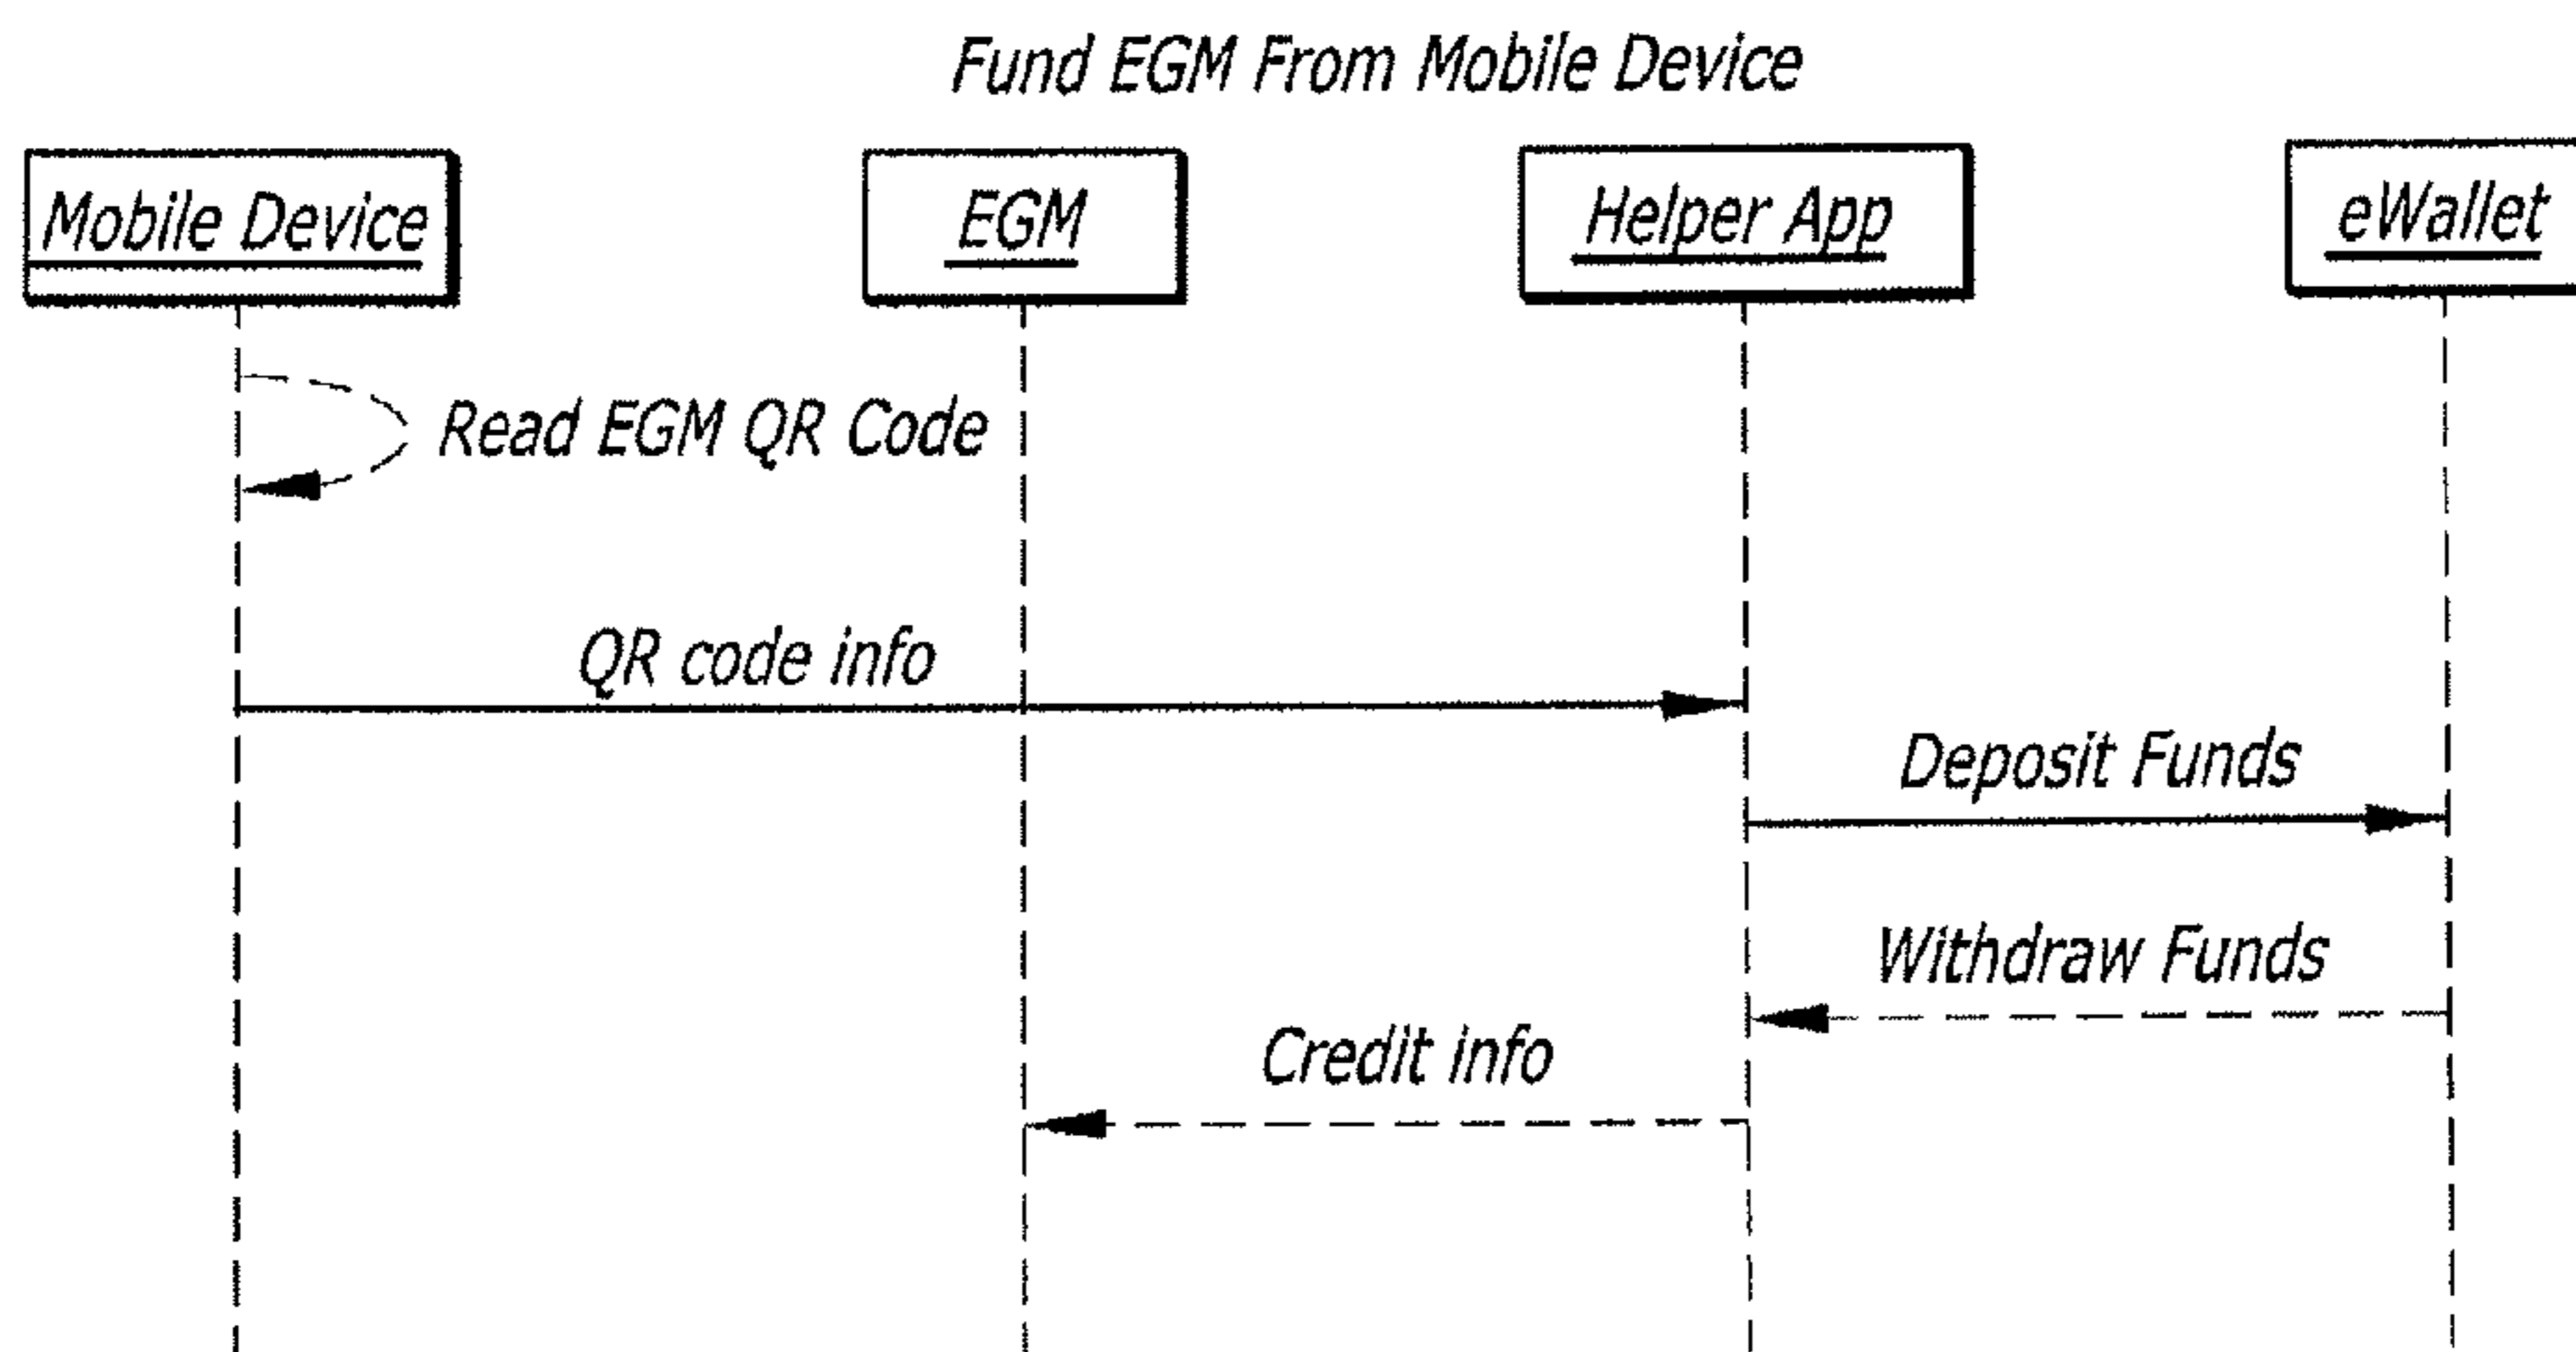 Fund EGM From Mobile Device
Mobile Device
EGM
Helper App
eWallet
Read EGM QR Code
QR code info
Deposit Funds
Withdraw Funds
Credit info